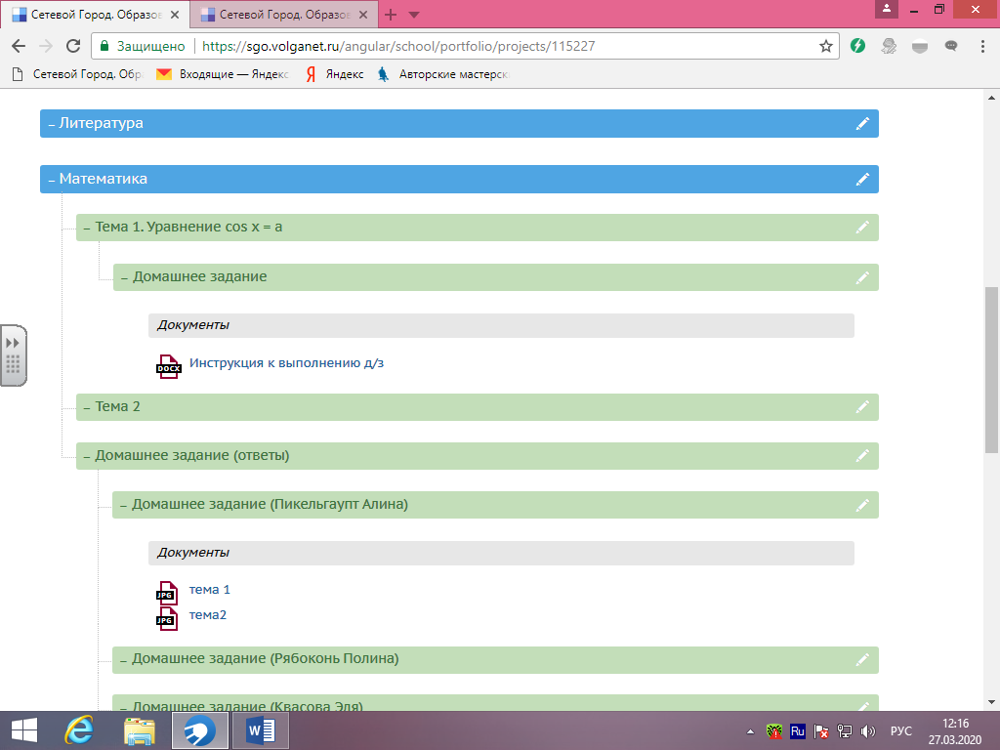 Сетевой Город. Образов
Сетевой Город. Образов
Защищено
https://sgo.volganet.ru/angular/school/portfolio/projects/115227
Сетевой Город. Обра
Входящие — Яндекс
Я Яндекс
Авторские мастерск
– Литература
– Математика
– Тема 1. Уравнение cos x = a
– Домашнее задание
Документы
DOCX Инструкция к выполнению д/з
– Тема 2
– Домашнее задание (ответы)
– Домашнее задание (Пикельгаупт Алина)
Документы
JPG тема 1
JPG тема2
– Домашнее задание (Рябоконь Полина)
– Домашнее задание (Квасова Эля)
Ru
РУС
12:16
27.03.2020